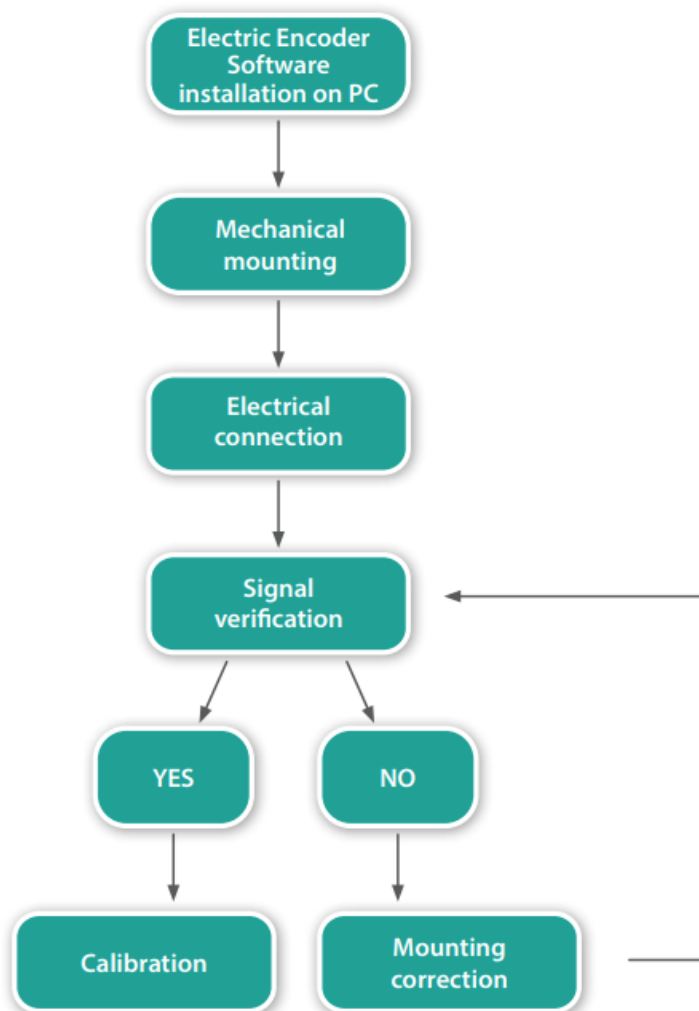 Electric Encoder
Software
installation on PC
Mechanical
mounting
Electrical
connection
Signal
verification
YES
NO
Calibration
Mounting
correction